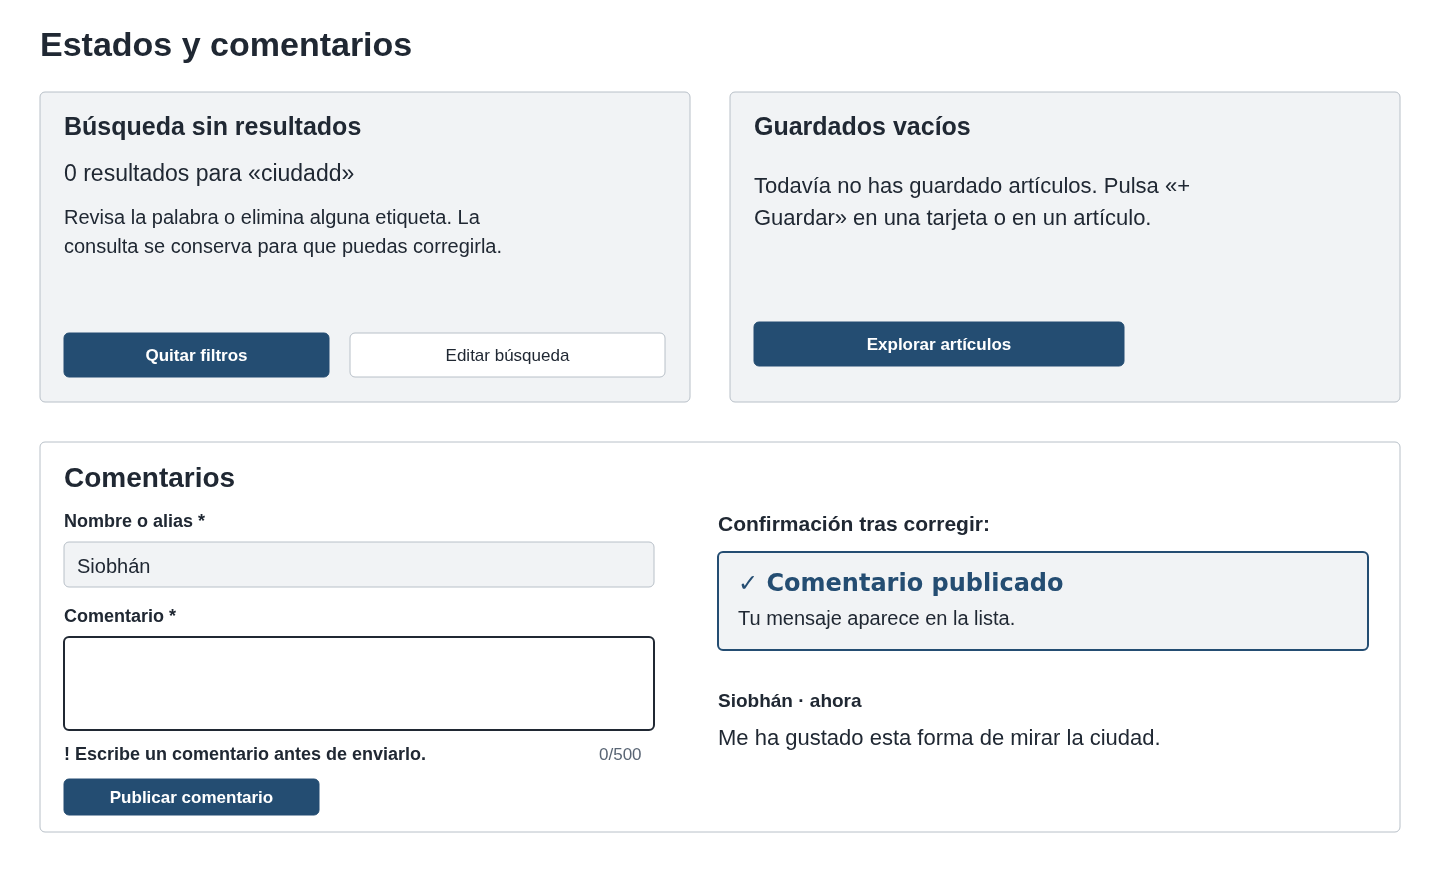 Estados y comentarios
Búsqueda sin resultados
0 resultados para «ciudadd»
Revisa la palabra o elimina alguna etiqueta. La
consulta se conserva para que puedas corregirla.
Quitar filtros
Editar búsqueda
Guardados vacíos
Todavía no has guardado artículos. Pulsa «+
Guardar» en una tarjeta o en un artículo.
Explorar artículos
Comentarios
Nombre o alias *
Siobhán
Comentario *
! Escribe un comentario antes de enviarlo.
0/500
Publicar comentario
Confirmación tras corregir:
✓ Comentario publicado
Tu mensaje aparece en la lista.
Siobhán · ahora
Me ha gustado esta forma de mirar la ciudad.